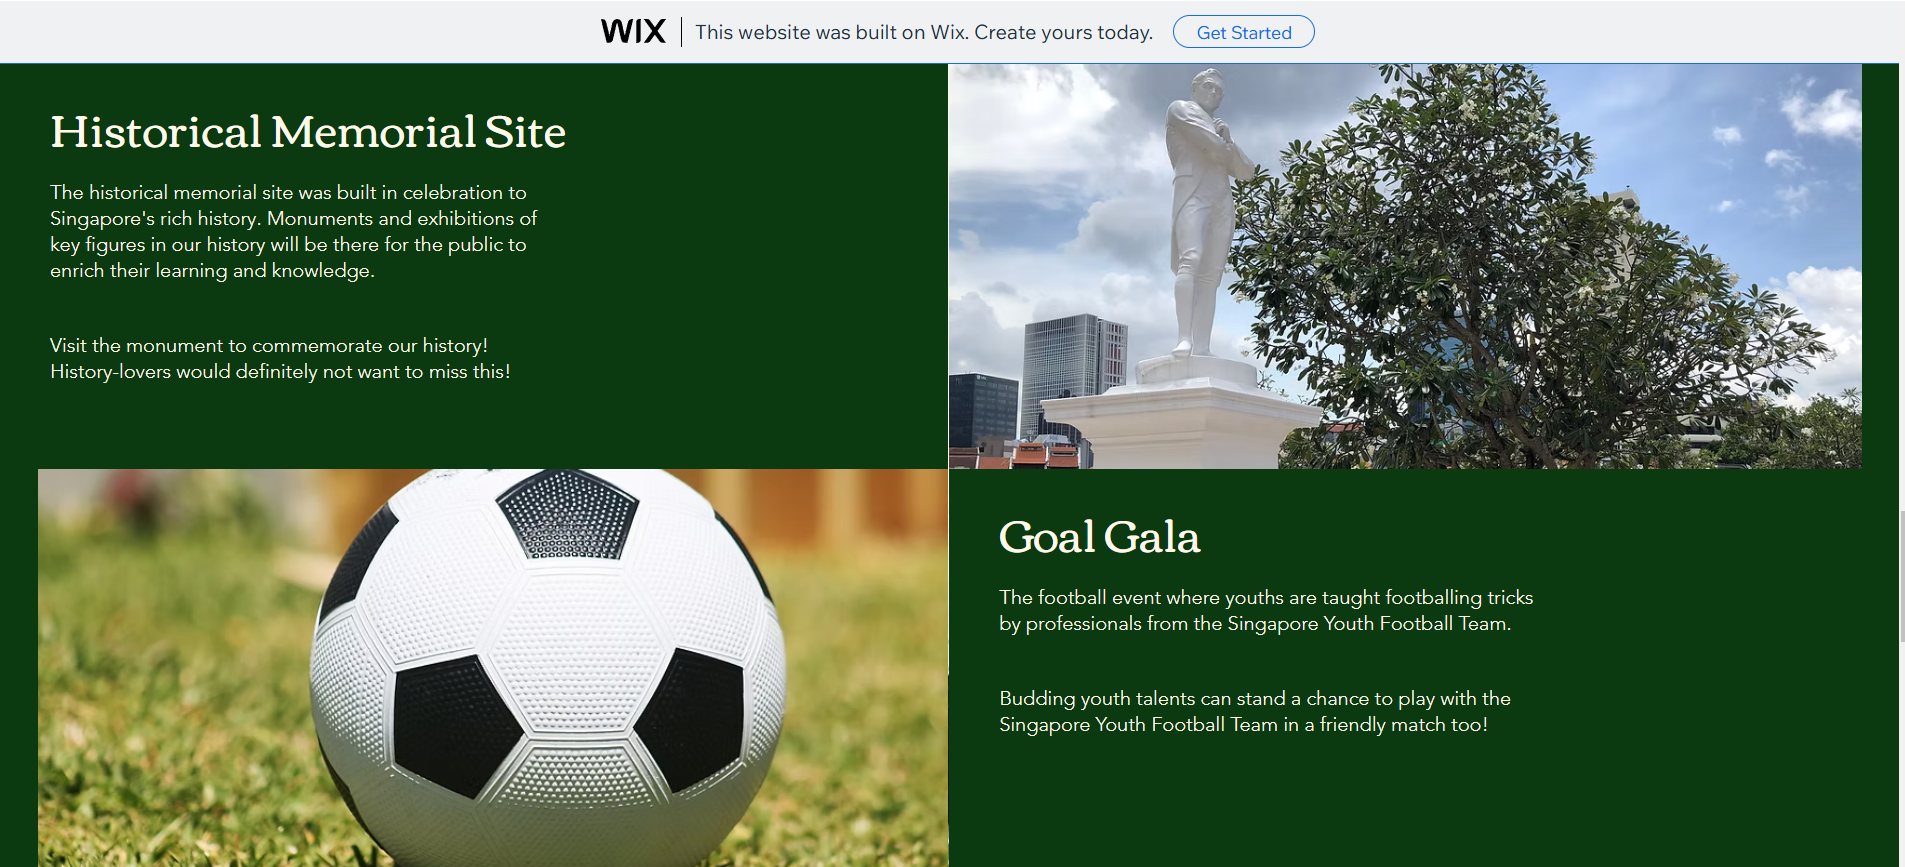 WIX
This website was built on Wix. Create yours today.
Get Started
Historical Memorial Site
The historical memorial site was built in celebration to
Singapore's rich history. Monuments and exhibitions of
key figures in our history will be there for the public to
enrich their learning and knowledge.
Visit the monument to commemorate our history!
History-lovers would definitely not want to miss this!
Goal Gala
The football event where youths are taught footballing tricks
by professionals from the Singapore Youth Football Team.
Budding youth talents can stand a chance to play with the
Singapore Youth Football Team in a friendly match too!